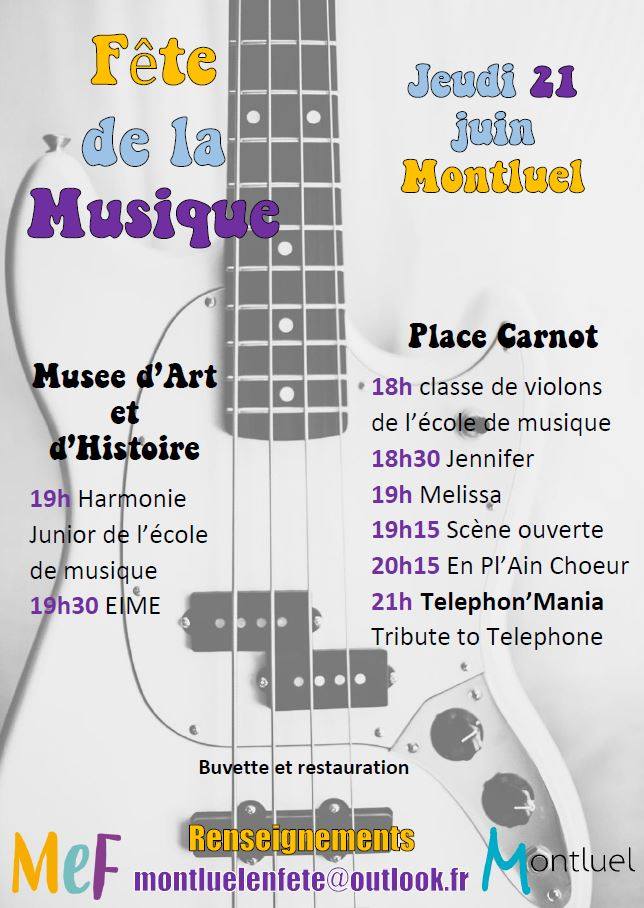 Fête
de la
Musique
Jeudi 21
juin
Montluel
Musee d’Art
et
d’Histoire
19h Harmonie
Junior de l’école
de musique
19h30 EIME
Place Carnot
18h classe de violons
de l’école de musique
18h30 Jennifer
19h Melissa
19h15 Scène ouverte
20h15 En Pl’Ain Choeur
21h Telephon’Mania
Tribute to Telephone
Buvette et restauration
MeF
Renseignements
montluelenfete@outlook.fr
Montluel